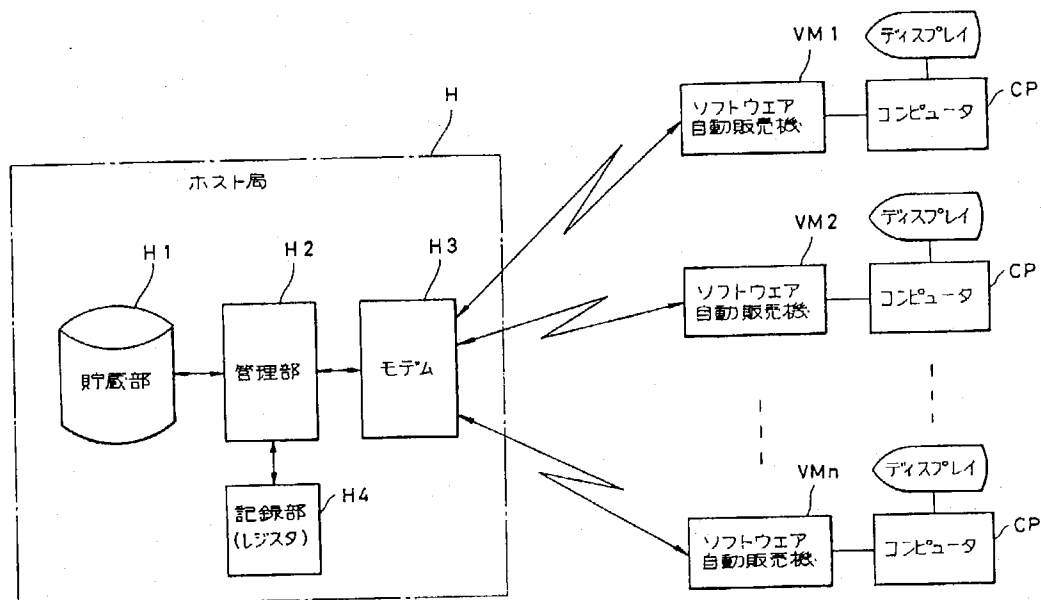 H
ホスト局
H1
貯蔵部
H2
管理部
H3
モデム
H4
記録部
(レジスタ)
VM1
ソフトウェア
自動販売機
ディスプレイ
コンピュータ
CP
VM2
ソフトウェア
自動販売機
ディスプレイ
コンピュータ
CP
VMn
ソフトウェア
自動販売機
ディスプレイ
コンピュータ
CP